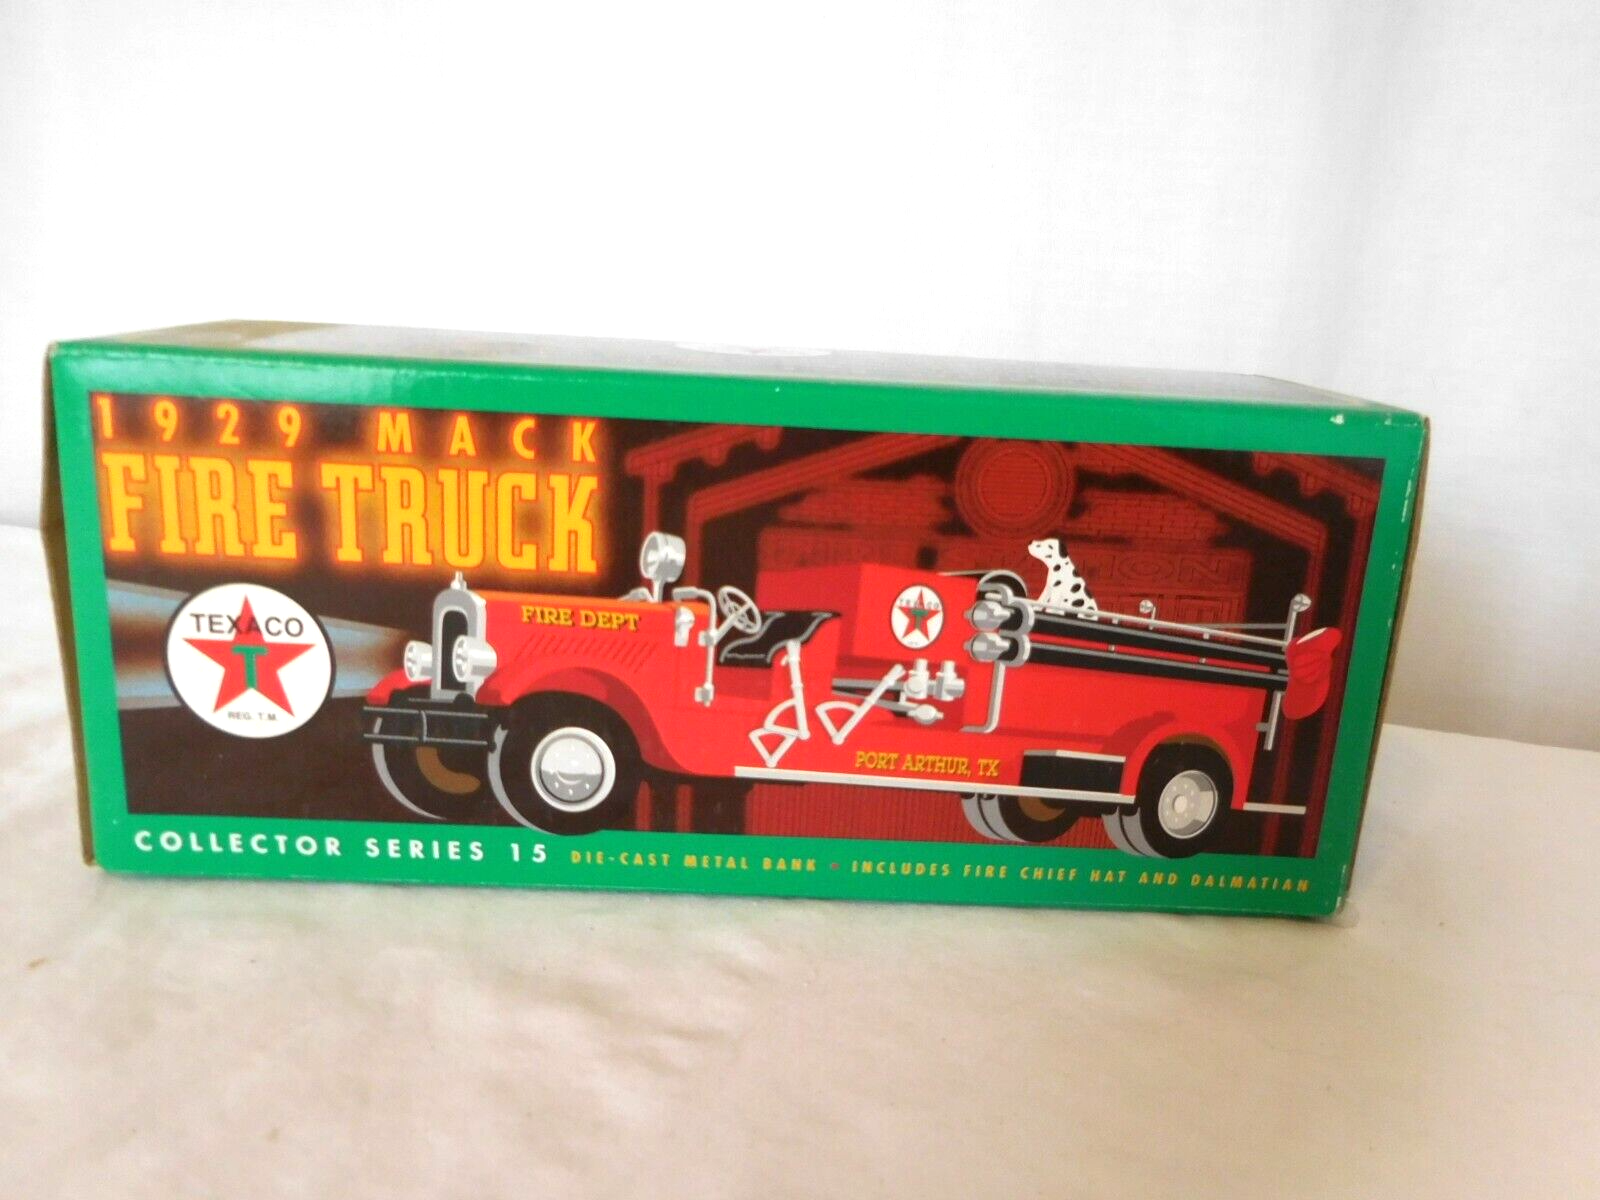 1929 MACK
FIRE TRUCK
TEXACO
T
REG. T.M.
FIRE DEPT
TEXACO
T
PORT ARTHUR, TX
COLLECTOR SERIES 15 DIE-CAST METAL BANK • INCLUDES FIRE CHIEF HAT AND DALMATIAN